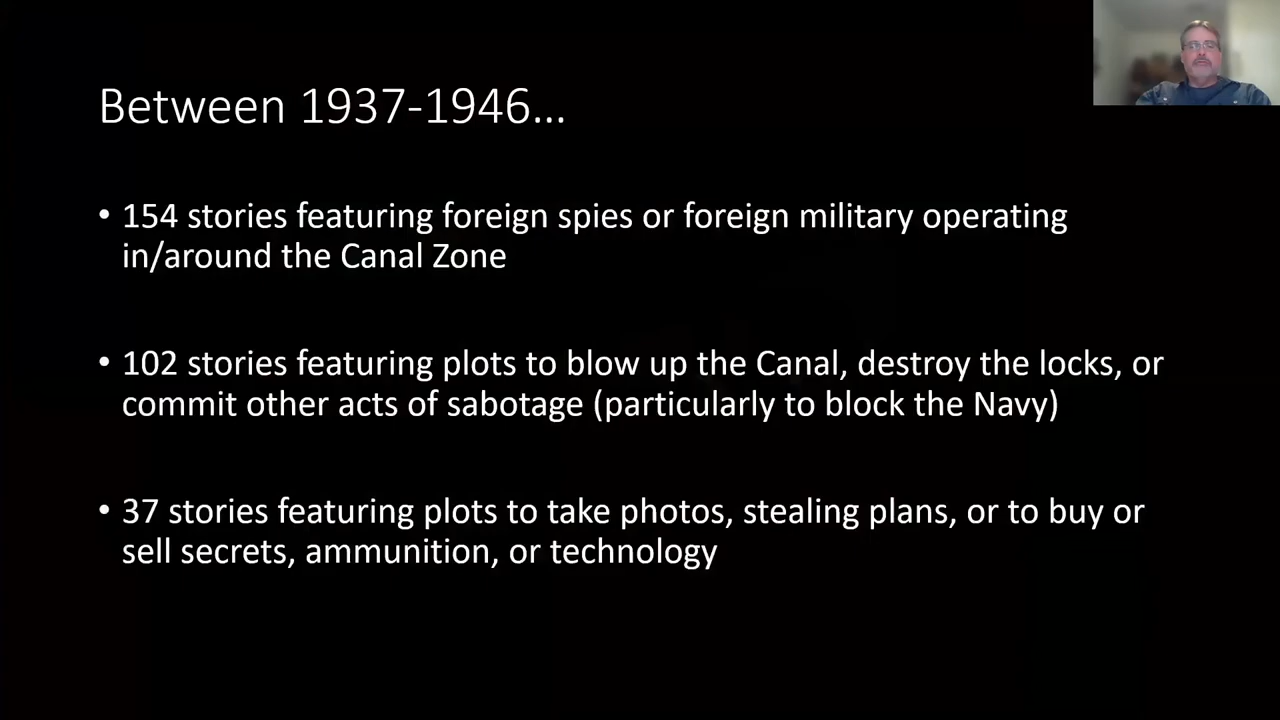 Between 1937-1946…
• 154 stories featuring foreign spies or foreign military operating
in/around the Canal Zone
• 102 stories featuring plots to blow up the Canal, destroy the locks, or
commit other acts of sabotage (particularly to block the Navy)
• 37 stories featuring plots to take photos, stealing plans, or to buy or
sell secrets, ammunition, or technology